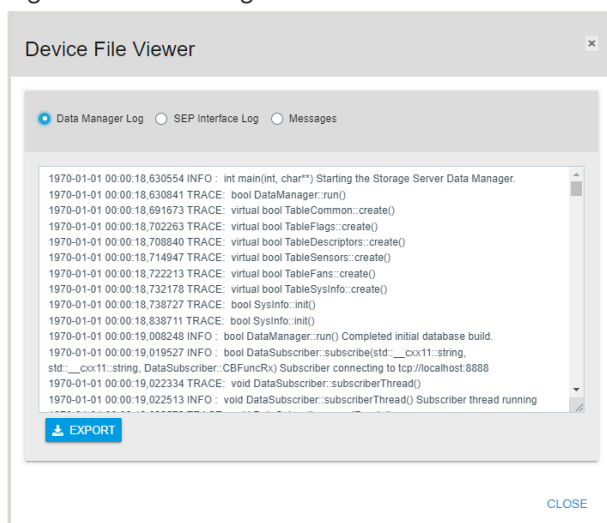 Device File Viewer
×
Data Manager Log
SEP Interface Log
Messages
1970-01-01 00:00:18,630554 INFO : int main(int, char**) Starting the Storage Server Data Manager.
1970-01-01 00:00:18,630841 TRACE: bool DataManager::run()
1970-01-01 00:00:18,691673 TRACE: virtual bool TableCommon::create()
1970-01-01 00:00:18,702263 TRACE: virtual bool TableFlags::create()
1970-01-01 00:00:18,708840 TRACE: virtual bool TableDescriptors::create()
1970-01-01 00:00:18,714947 TRACE: virtual bool TableSensors::create()
1970-01-01 00:00:18,722213 TRACE: virtual bool TableFans::create()
1970-01-01 00:00:18,732178 TRACE: virtual bool TableSysInfo::create()
1970-01-01 00:00:18,738727 TRACE: bool SysInfo::init()
1970-01-01 00:00:18,838711 TRACE: bool SysInfo::init()
1970-01-01 00:00:19,008248 INFO : bool DataManager::run() Completed initial database build.
1970-01-01 00:00:19,019527 INFO : bool DataSubscriber::subscribe(std::__cxx11::string,
std::__cxx11::string, DataSubscriber::CBFuncRx) Subscriber connecting to tcp://localhost:8888
1970-01-01 00:00:19,022334 TRACE: void DataSubscriber::subscriberThread()
1970-01-01 00:00:19,022513 INFO : void DataSubscriber::subscriberThread() Subscriber thread running
EXPORT
CLOSE